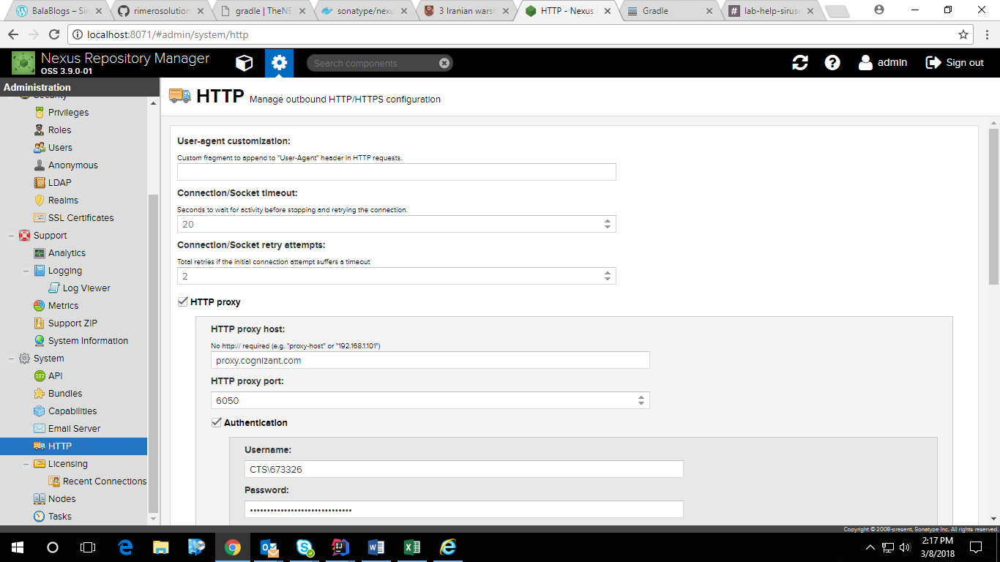 BalaBlogs – Sir
rimerosolution
gradle | TheNE
sonatype/nexu
3 Iranian warsh
HTTP - Nexus
Gradle
lab-help-siruse
localhost:8071/#admin/system/http
Nexus Repository Manager
OSS 3.9.0-01
Search components
admin
Sign out
Administration
Security
Privileges
Roles
Users
Anonymous
LDAP
Realms
SSL Certificates
Support
Analytics
Logging
Log Viewer
Metrics
Support ZIP
System Information
System
API
Bundles
Capabilities
Email Server
HTTP
Licensing
Recent Connections
Nodes
Tasks
HTTP Manage outbound HTTP/HTTPS configuration
User-agent customization:
Custom fragment to append to "User-Agent" header in HTTP requests.
Connection/Socket timeout:
Seconds to wait for activity before stopping and retrying the connection.
20
Connection/Socket retry attempts:
Total retries if the initial connection attempt suffers a timeout
2
HTTP proxy
HTTP proxy host:
No http:// required (e.g. "proxy-host" or "192.168.1.101")
proxy.cognizant.com
HTTP proxy port:
6050
Authentication
Username:
CTS\673326
Password:
••••••••••••••••••••••••••••••
Copyright © 2008-present, Sonatype Inc. All rights reserved.
2:17 PM
3/8/2018